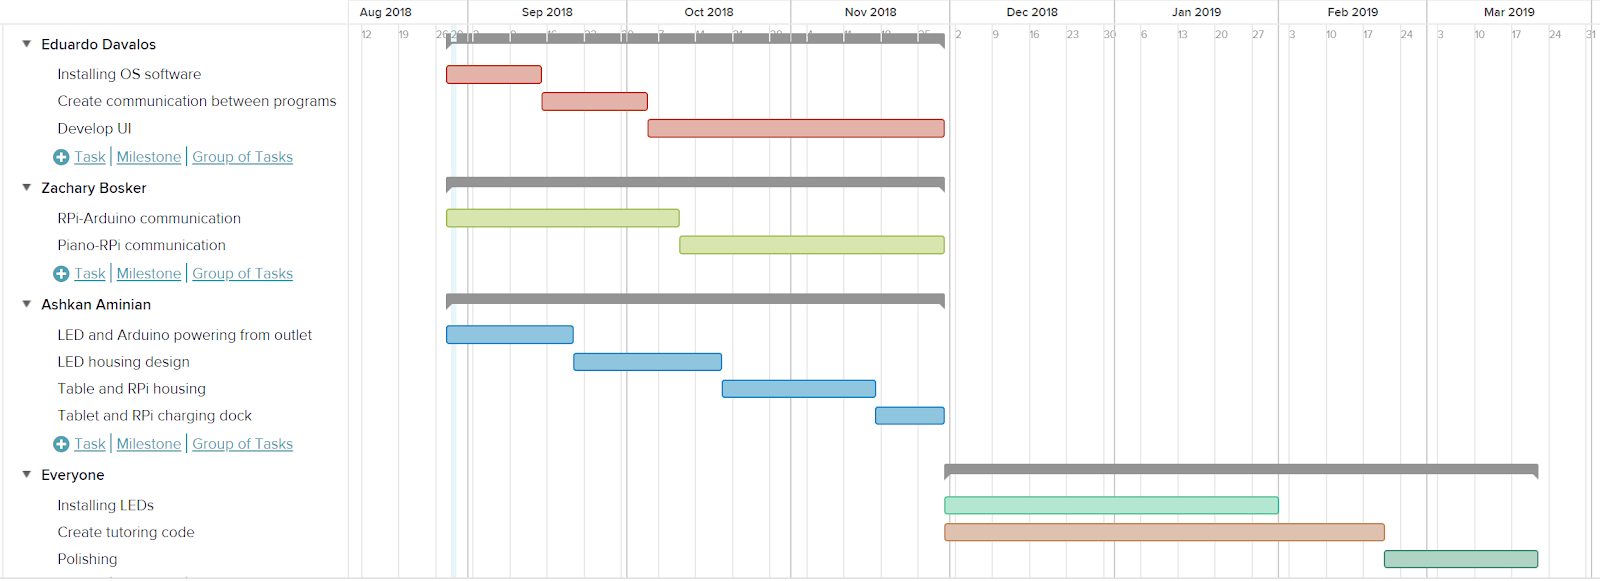 Aug 2018 Sep 2018 Oct 2018 Nov 2018 Dec 2018 Jan 2019 Feb 2019 Mar 2019
12 19 26 2 9 16 23 30 6 13 20 27 3 10 17 24 3 10 17 24 31
Eduardo Davalos
Installing OS software
Create communication between programs
Develop UI
Task Milestone Group of Tasks
Zachary Bosker
RPi-Arduino communication
Piano-RPi communication
Task Milestone Group of Tasks
Ashkan Aminian
LED and Arduino powering from outlet
LED housing design
Table and RPi housing
Tablet and RPi charging dock
Task Milestone Group of Tasks
Everyone
Installing LEDs
Create tutoring code
Polishing